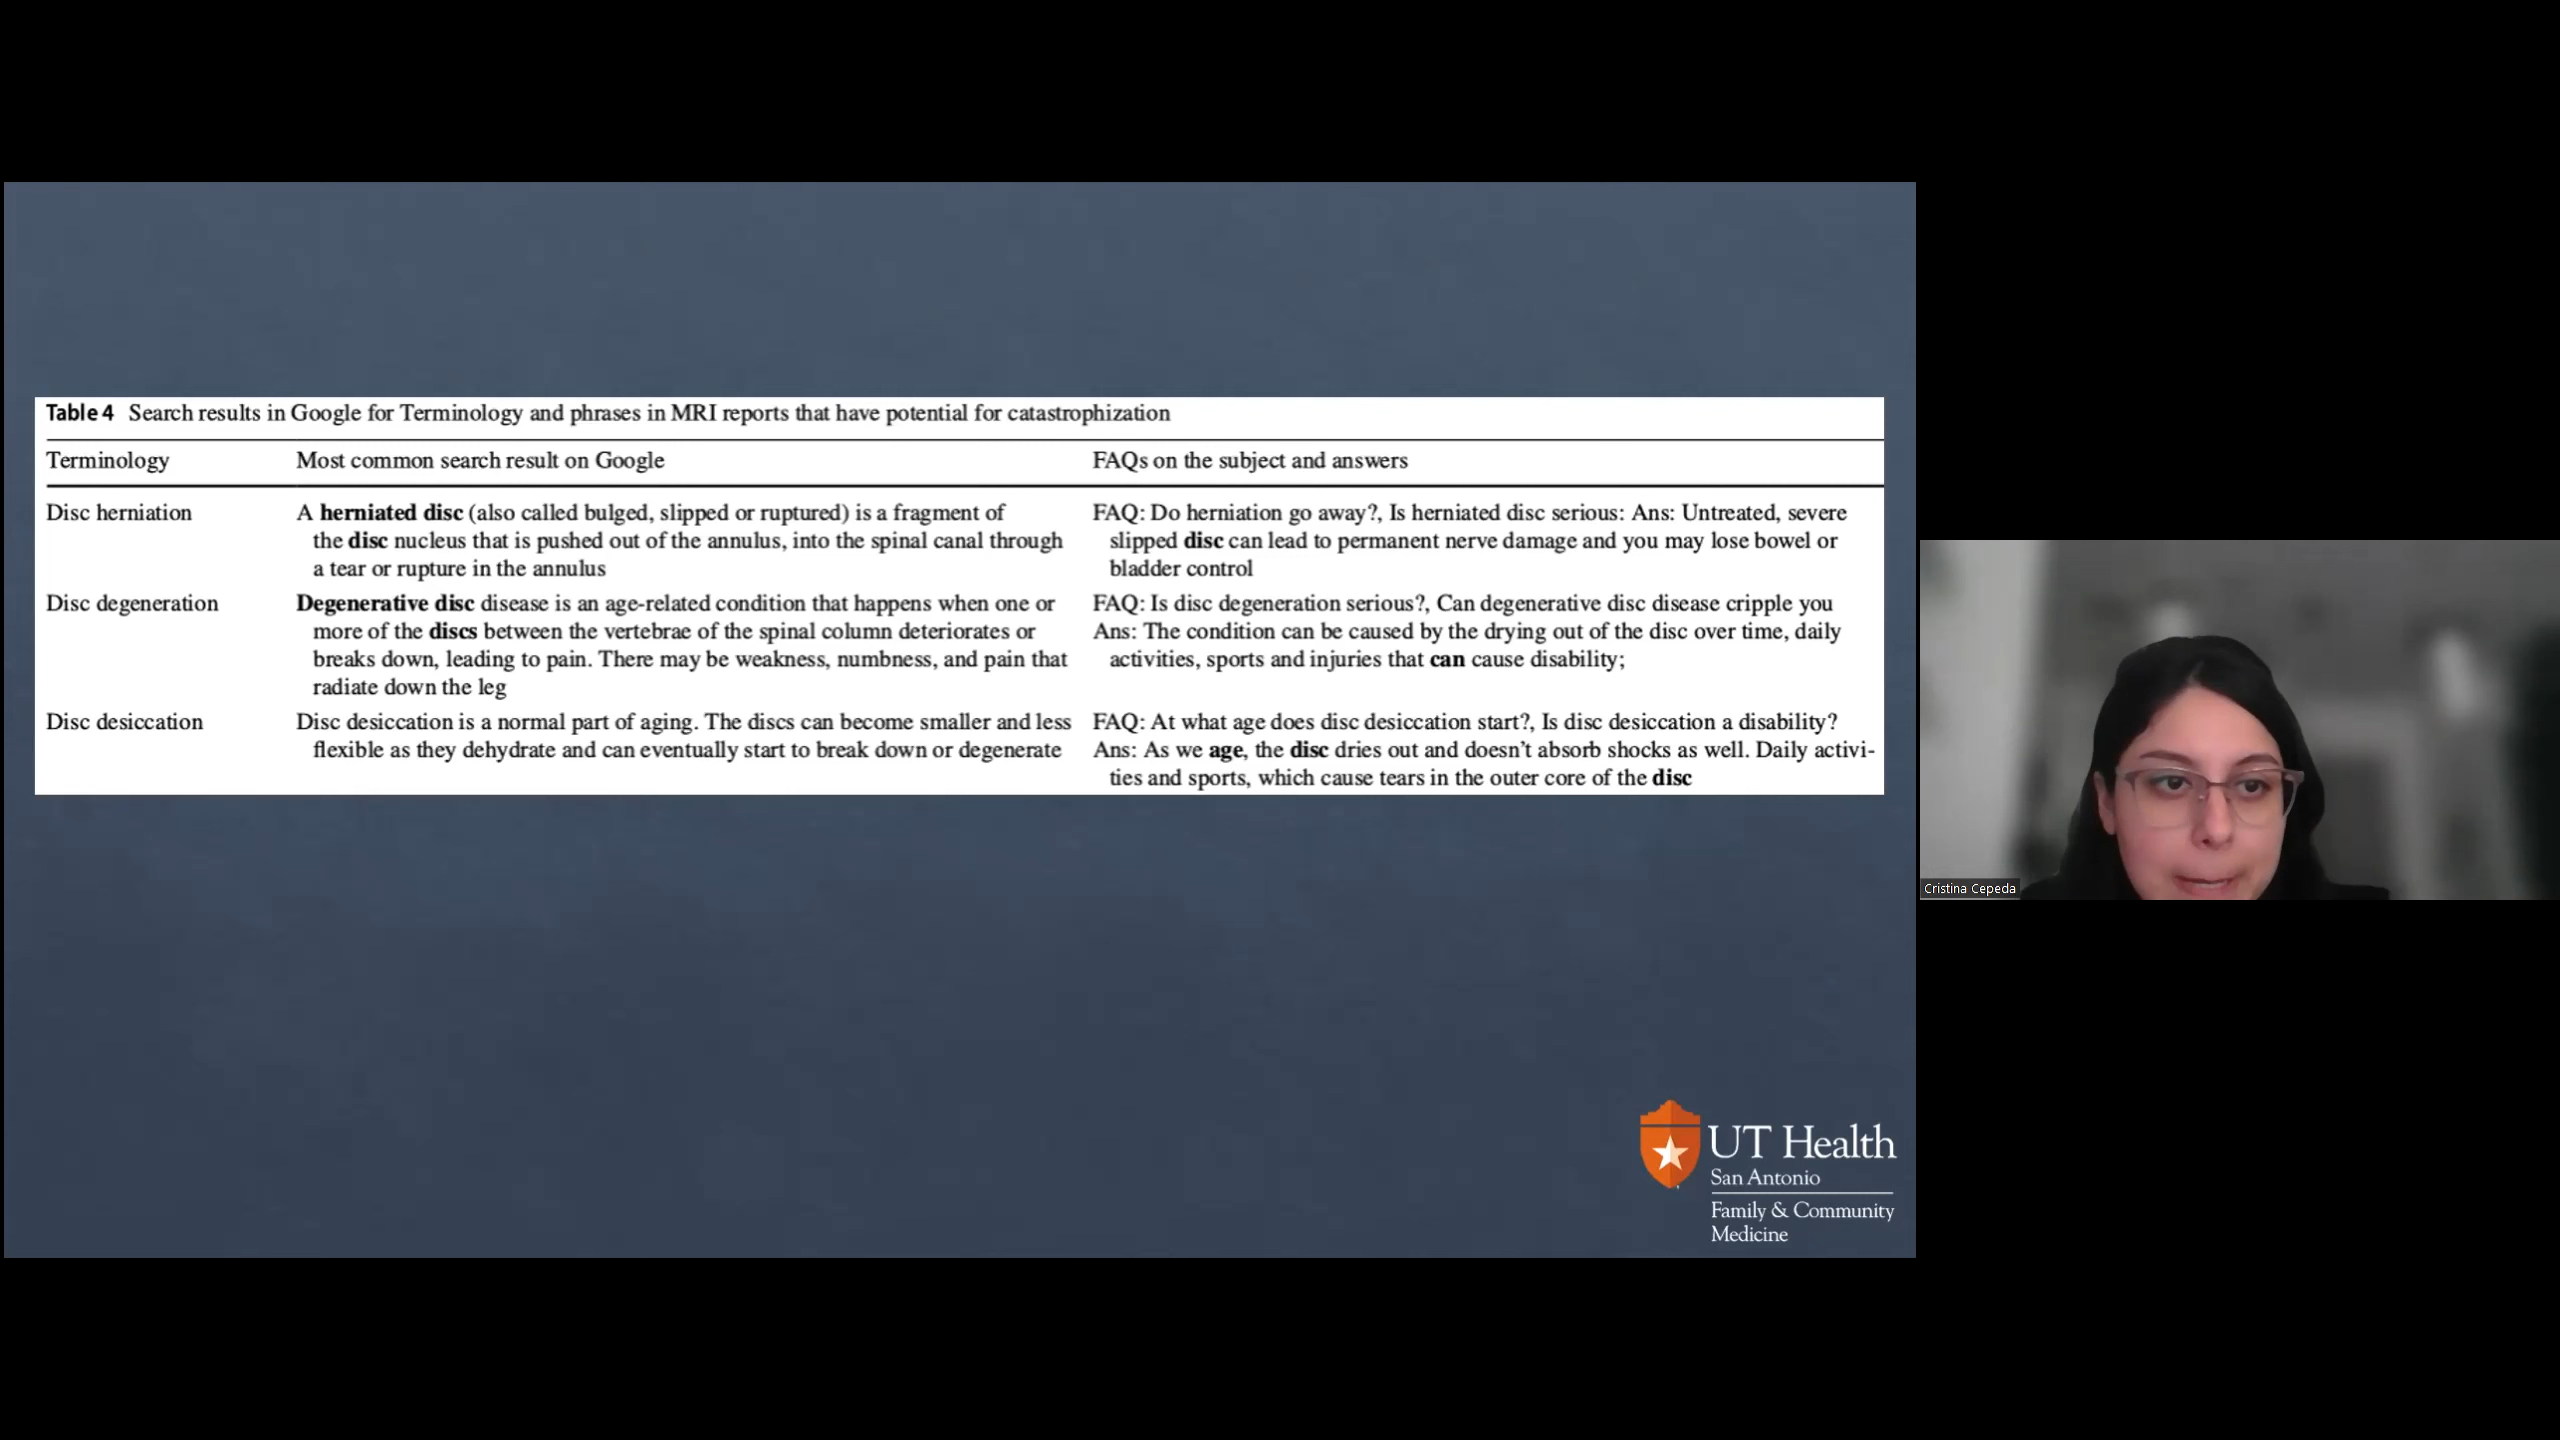 Table 4 Search results in Google for Terminology and phrases in MRI reports that have potential for catastrophization
Terminology Most common search result on Google FAQs on the subject and answers
Disc herniation
A herniated disc (also called bulged, slipped or ruptured) is a fragment of
the disc nucleus that is pushed out of the annulus, into the spinal canal through
a tear or rupture in the annulus
FAQ: Do herniation go away?, Is herniated disc serious: Ans: Untreated, severe
slipped disc can lead to permanent nerve damage and you may lose bowel or
bladder control
Disc degeneration
Degenerative disc disease is an age-related condition that happens when one or
more of the discs between the vertebrae of the spinal column deteriorates or
breaks down, leading to pain. There may be weakness, numbness, and pain that
radiate down the leg
FAQ: Is disc degeneration serious?, Can degenerative disc disease cripple you
Ans: The condition can be caused by the drying out of the disc over time, daily
activities, sports and injuries that can cause disability;
Disc desiccation
Disc desiccation is a normal part of aging. The discs can become smaller and less
flexible as they dehydrate and can eventually start to break down or degenerate
FAQ: At what age does disc desiccation start?, Is disc desiccation a disability?
Ans: As we age, the disc dries out and doesn't absorb shocks as well. Daily activi-
ties and sports, which cause tears in the outer core of the disc
Cristina Cepeda
UT Health
San Antonio
Family & Community
Medicine